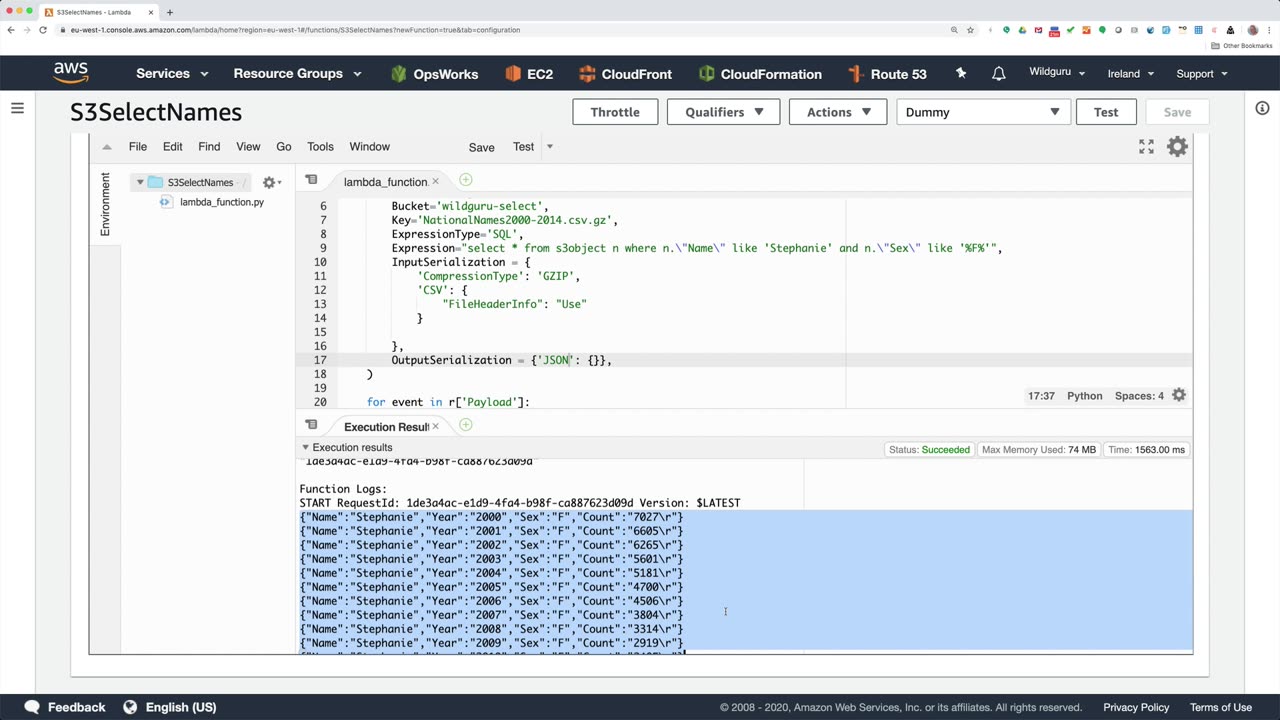 S3SelectNames - Lambda
eu-west-1.console.aws.amazon.com/lambda/home?region=eu-west-1#/functions/S3SelectNames?newFunction=true&tab=configuration
Other Bookmarks
aws Services Resource Groups OpsWorks EC2 CloudFront CloudFormation Route 53 Wildguru Ireland Support
S3SelectNames Throttle Qualifiers Actions Dummy Test Save
File Edit Find View Go Tools Window Save Test
Environment
S3SelectNames /
lambda_function.py
lambda_function.
6 Bucket='wildguru-select',
7 Key='NationalNames2000-2014.csv.gz',
8 ExpressionType='SQL',
9 Expression="select * from s3object n where n.\"Name\" like 'Stephanie' and n.\"Sex\" like '%F%'",
10 InputSerialization = {
11 'CompressionType': 'GZIP',
12 'CSV': {
13 "FileHeaderInfo": "Use"
14 }
15
16 },
17 OutputSerialization = {'JSON': {}},
18 )
19
20 for event in r['Payload']:
17:37 Python Spaces: 4
Execution Resul
Execution results Status: Succeeded Max Memory Used: 74 MB Time: 1563.00 ms
"1de3a4ac-e1d9-4fa4-b98f-ca887623d09d"
Function Logs:
START RequestId: 1de3a4ac-e1d9-4fa4-b98f-ca887623d09d Version: $LATEST
{"Name":"Stephanie","Year":"2000","Sex":"F","Count":"7027\r"}
{"Name":"Stephanie","Year":"2001","Sex":"F","Count":"6605\r"}
{"Name":"Stephanie","Year":"2002","Sex":"F","Count":"6265\r"}
{"Name":"Stephanie","Year":"2003","Sex":"F","Count":"5601\r"}
{"Name":"Stephanie","Year":"2004","Sex":"F","Count":"5181\r"}
{"Name":"Stephanie","Year":"2005","Sex":"F","Count":"4700\r"}
{"Name":"Stephanie","Year":"2006","Sex":"F","Count":"4506\r"}
{"Name":"Stephanie","Year":"2007","Sex":"F","Count":"3804\r"}
{"Name":"Stephanie","Year":"2008","Sex":"F","Count":"3314\r"}
{"Name":"Stephanie","Year":"2009","Sex":"F","Count":"2919\r"}
Feedback English (US) © 2008 - 2020, Amazon Web Services, Inc. or its affiliates. All rights reserved. Privacy Policy Terms of Use